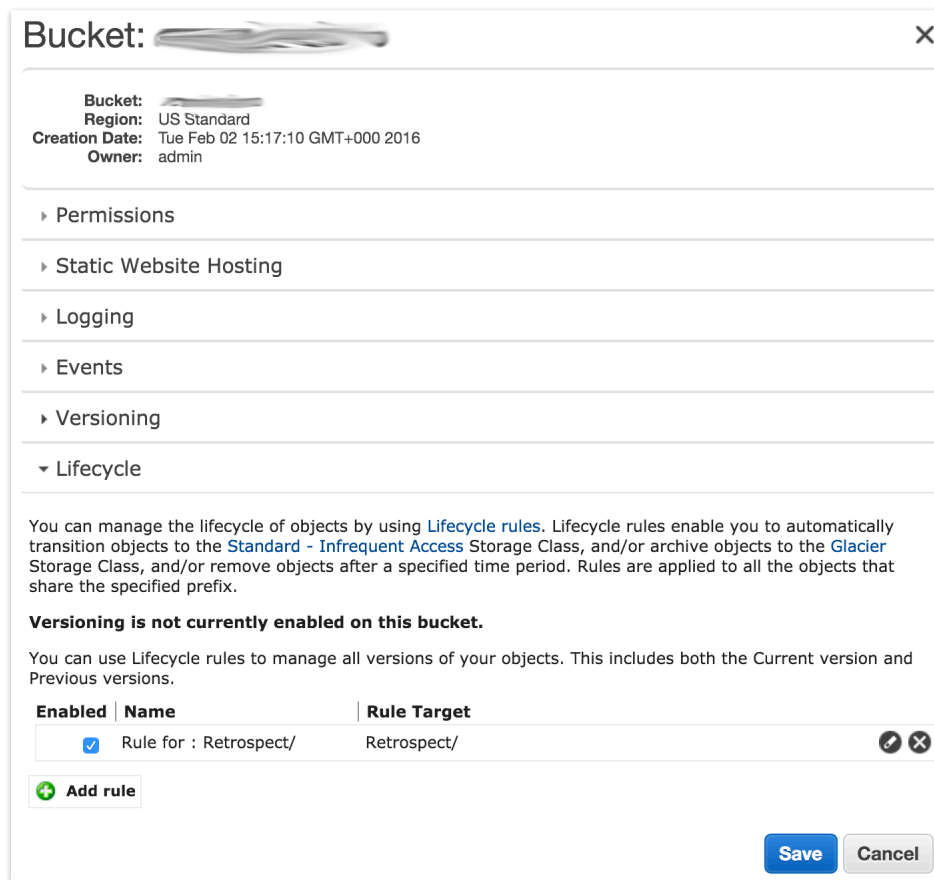 Bucket:
Bucket:
Region: US Standard
Creation Date: Tue Feb 02 15:17:10 GMT+000 2016
Owner: admin
Permissions
Static Website Hosting
Logging
Events
Versioning
Lifecycle
You can manage the lifecycle of objects by using Lifecycle rules. Lifecycle rules enable you to automatically
transition objects to the Standard - Infrequent Access Storage Class, and/or archive objects to the Glacier
Storage Class, and/or remove objects after a specified time period. Rules are applied to all the objects that
share the specified prefix.
Versioning is not currently enabled on this bucket.
You can use Lifecycle rules to manage all versions of your objects. This includes both the Current version and
Previous versions.
Enabled Name Rule Target
Rule for : Retrospect/ Retrospect/
Add rule
Save Cancel